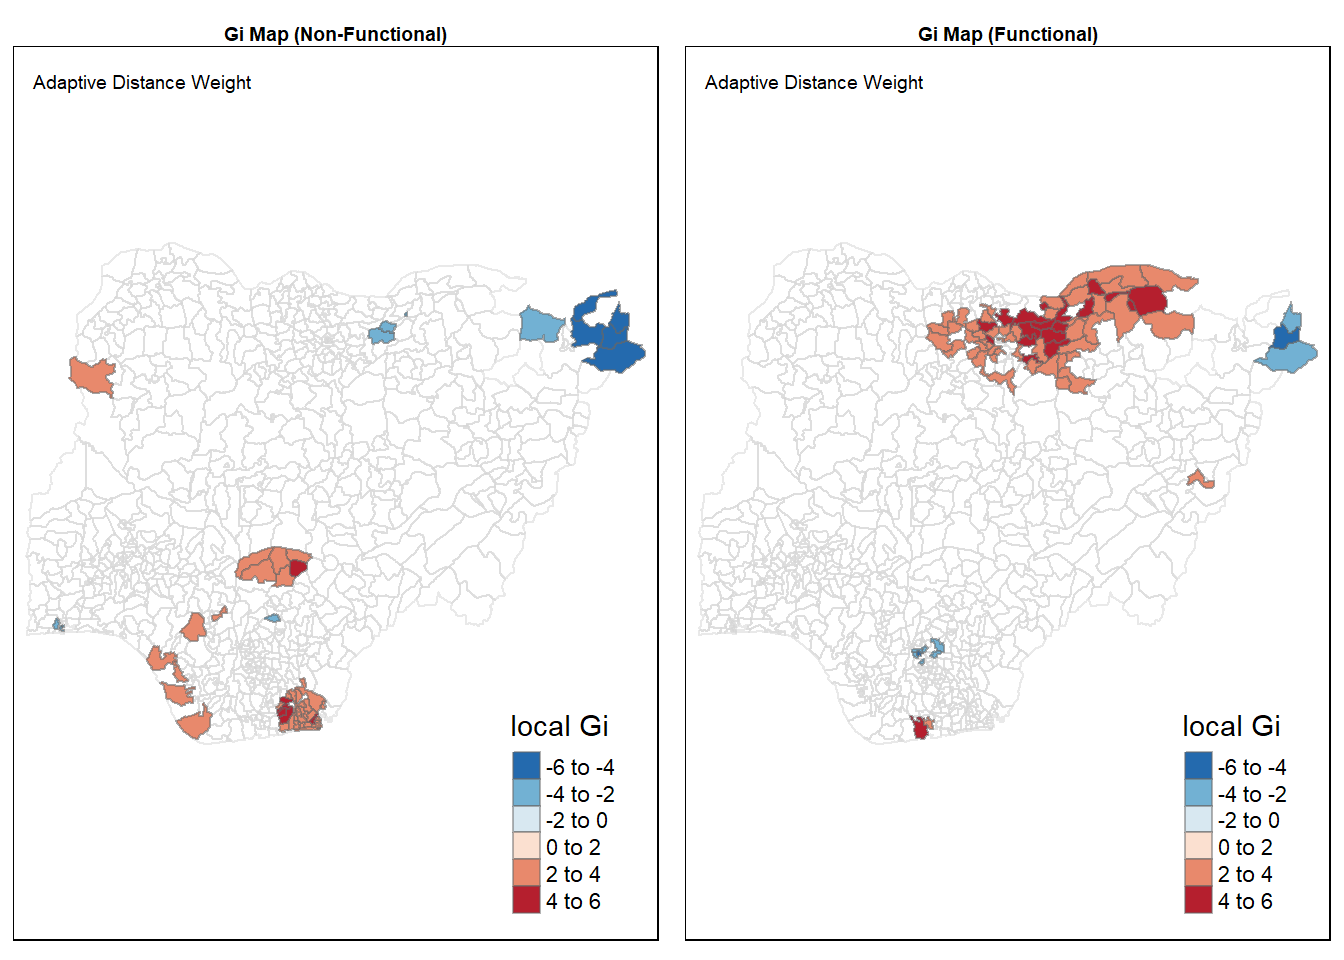 Gi Map (Non-Functional)
Adaptive Distance Weight
local Gi
-6 to -4
-4 to -2
-2 to 0
0 to 2
2 to 4
4 to 6
Gi Map (Functional)
Adaptive Distance Weight
local Gi
-6 to -4
-4 to -2
-2 to 0
0 to 2
2 to 4
4 to 6